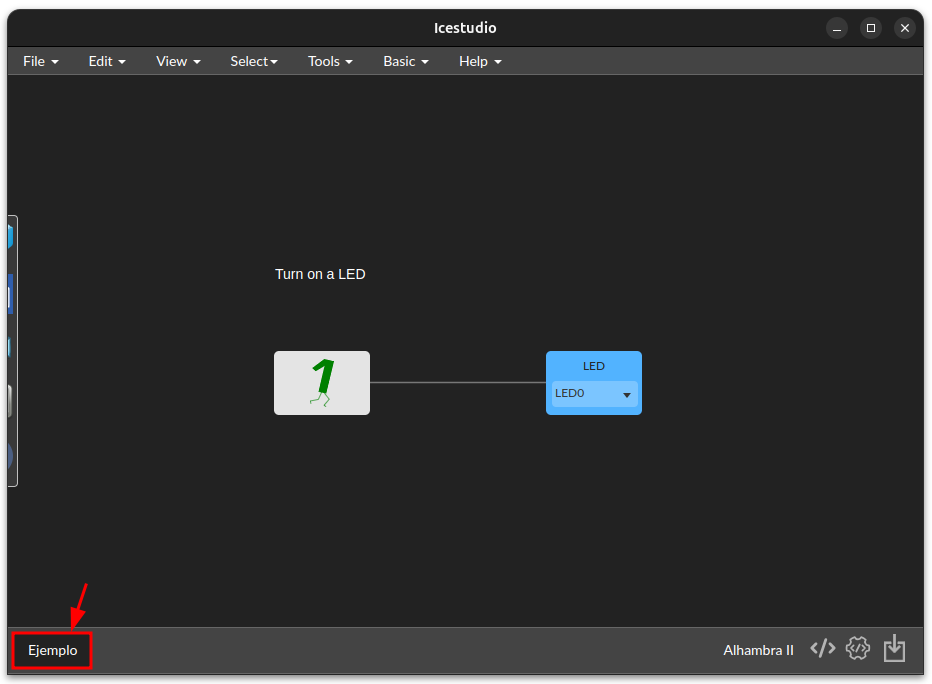 Icestudio
File Edit View Select Tools Basic Help
Turn on a LED
1
LED
LED0
Ejemplo
Alhambra II </> </>